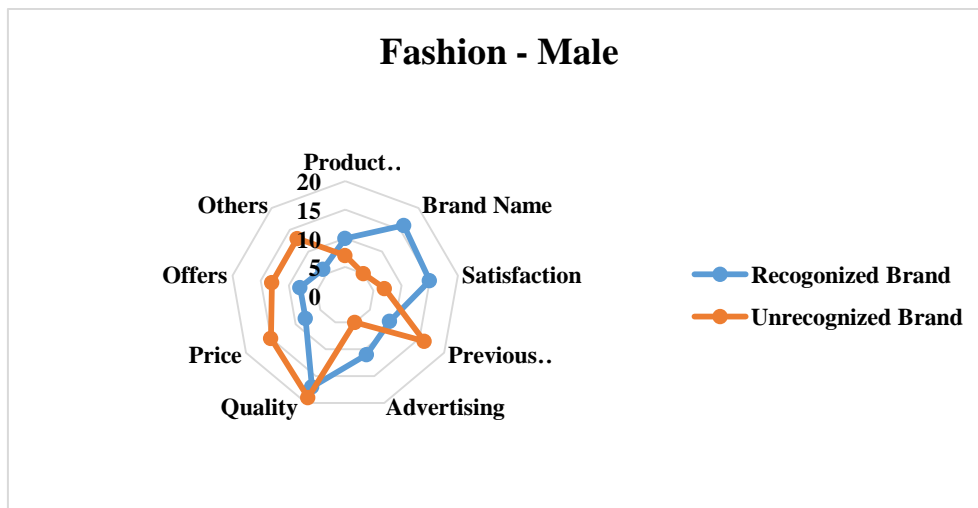 Fashion - Male
Product..
20
15
10
5
0
Brand Name
Satisfaction
Previous..
Advertising
Quality
Price
Offers
Others
Recogonized Brand
Unrecognized Brand